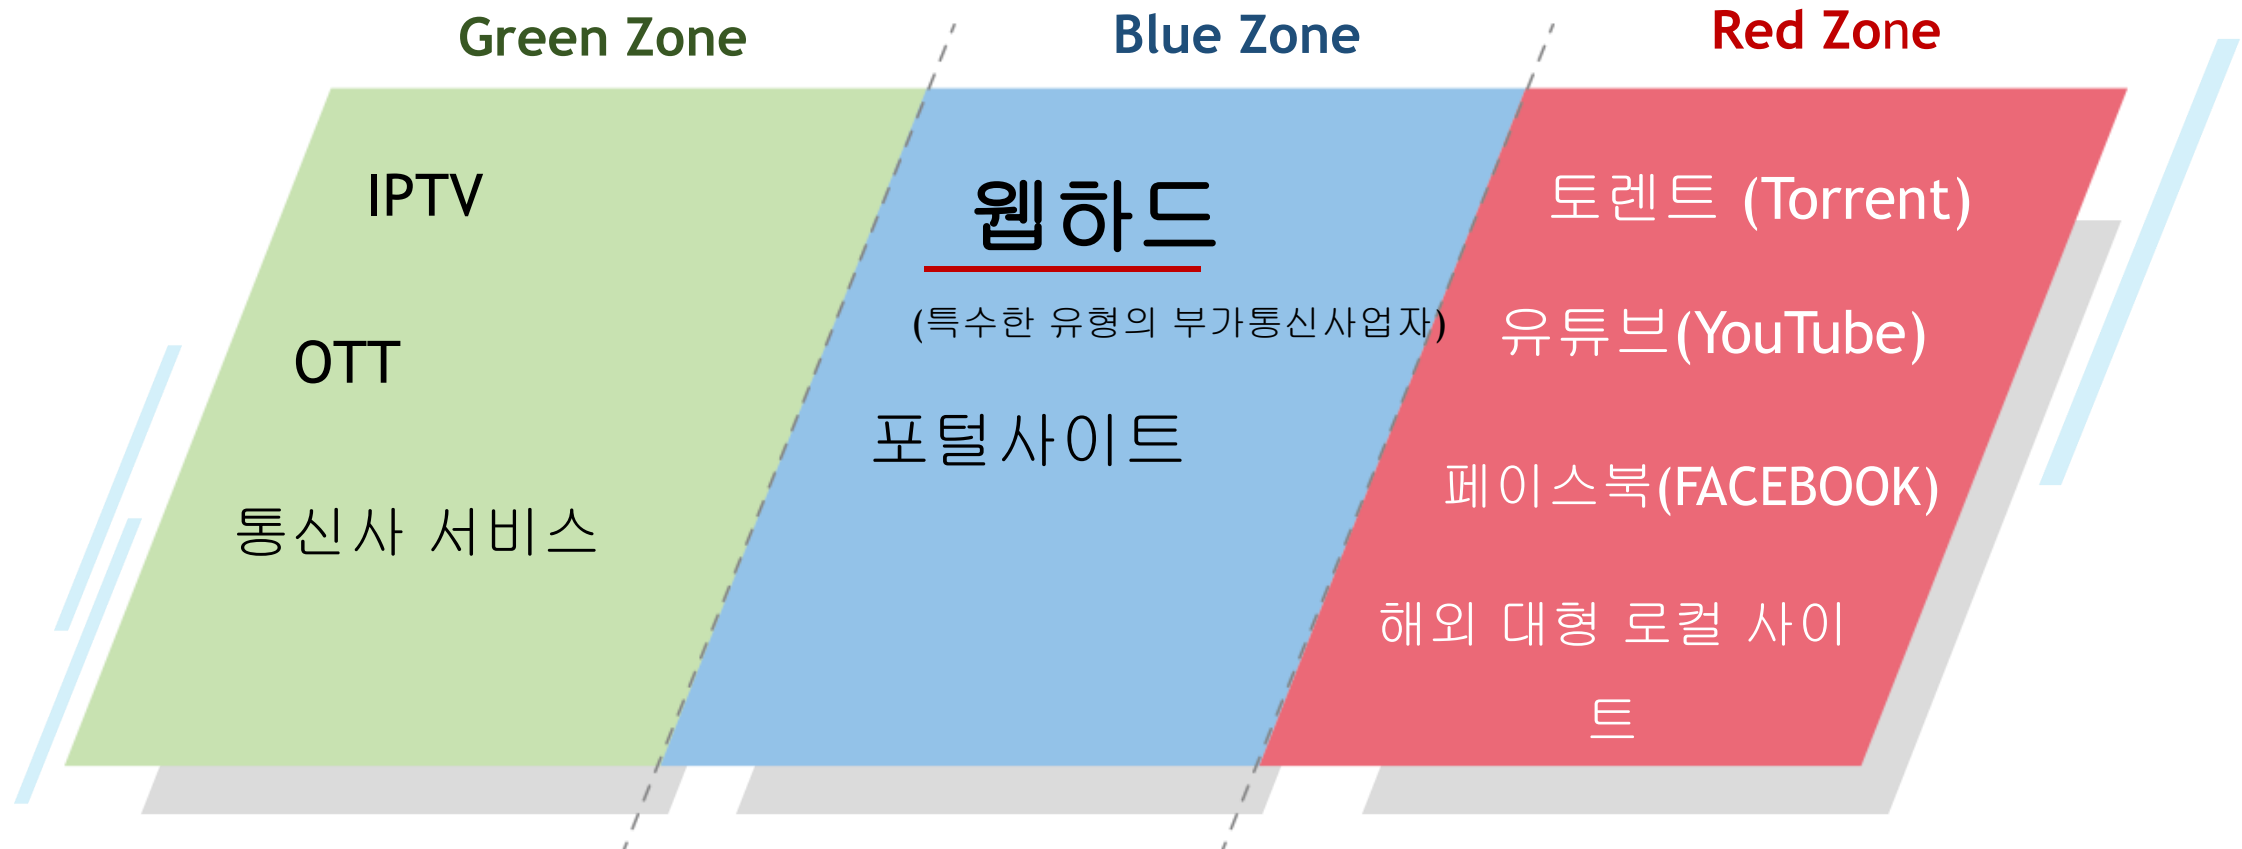 Green Zone
Blue Zone
Red Zone
IPTV
OTT
통신사 서비스
웹하드
(특수한 유형의 부가통신사업자)
포털사이트
토렌트 (Torrent)
유튜브(YouTube)
페이스북(FACEBOOK)
해외 대형 로컬 사이
트